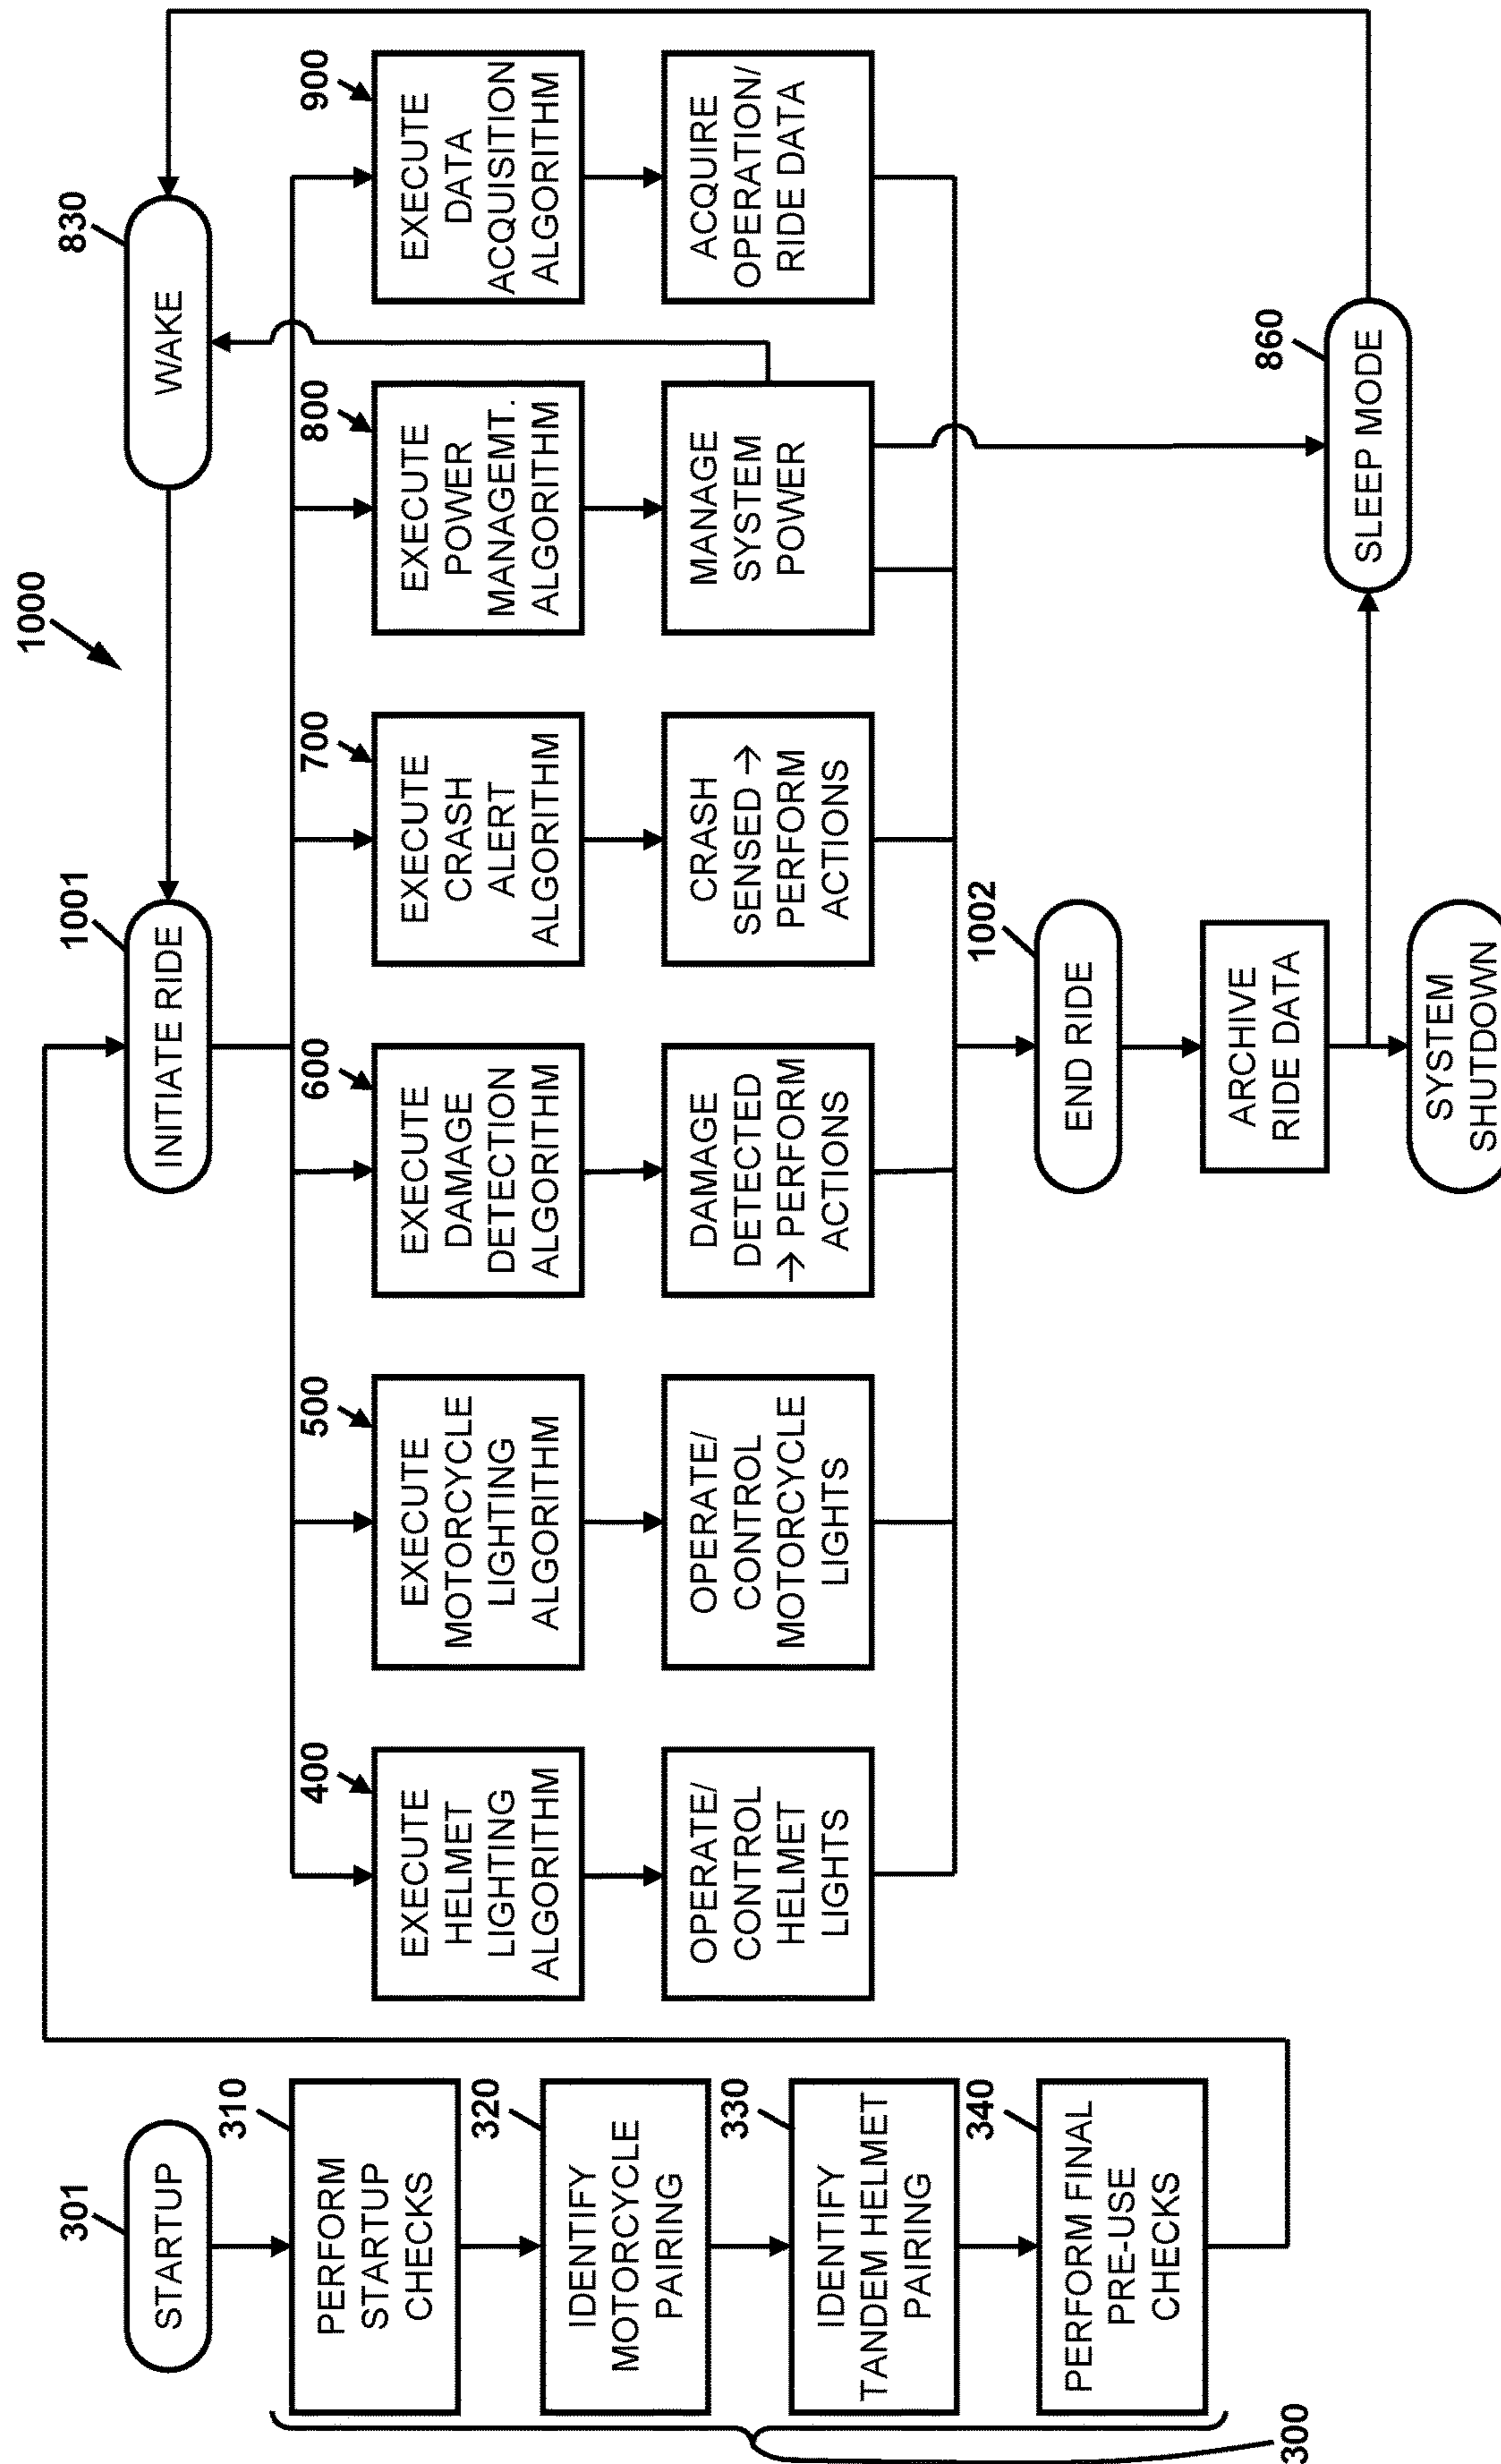 1000
301
STARTUP
310
PERFORM
STARTUP
CHECKS
320
IDENTIFY
MOTORCYCLE
PAIRING
330
IDENTIFY
TANDEM HELMET
PAIRING
340
PERFORM FINAL
PRE-USE
CHECKS
300
1001
INITIATE RIDE
830
WAKE
400
EXECUTE
HELMET
LIGHTING
ALGORITHM
500
EXECUTE
MOTORCYCLE
LIGHTING
ALGORITHM
600
EXECUTE
DAMAGE
DETECTION
ALGORITHM
700
EXECUTE
CRASH
ALERT
ALGORITHM
800
EXECUTE
POWER
MANAGEMT.
ALGORITHM
900
EXECUTE
DATA
ACQUISITION
ALGORITHM
OPERATE/
CONTROL
HELMET
LIGHTS
OPERATE/
CONTROL
MOTORCYCLE
LIGHTS
DAMAGE
DETECTED
→ PERFORM
ACTIONS
CRASH
SENSED →
PERFORM
ACTIONS
MANAGE
SYSTEM
POWER
ACQUIRE
OPERATION/
RIDE DATA
1002
END RIDE
ARCHIVE
RIDE DATA
860
SLEEP MODE
SYSTEM
SHUTDOWN